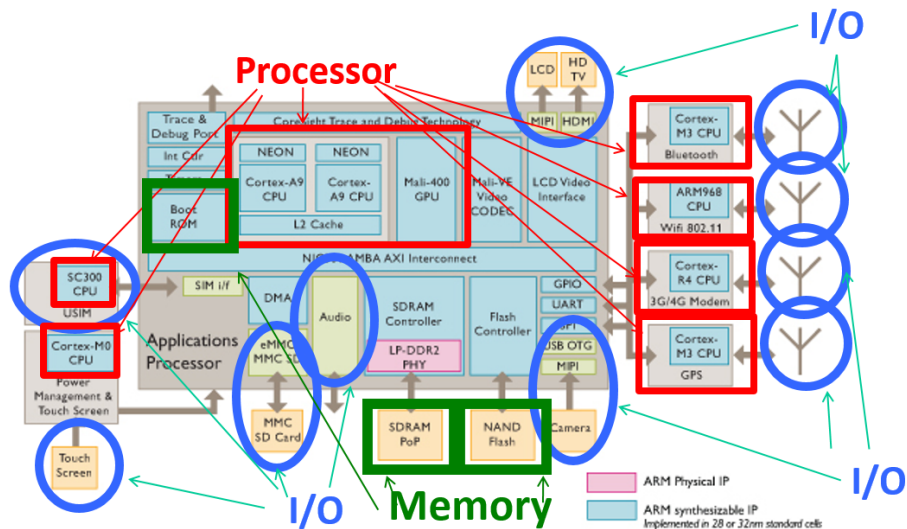 I/O
Processor
LCD
HD
TV
Trace &
Debug Port
Coresight Trace and Debug Technology
MIPI
HDMI
Int Cdr
NEON
NEON
Cortex-A9
CPU
Cortex-
A9 CPU
L2 Cache
Mali-400
GPU
Mali-VE
Video
CODEC
LCD Video
Interface
Boot
ROM
AMBA AXI Interconnect
Cortex-
M3 CPU
Bluetooth
ARM968
CPU
Wifi 802.11
Cortex-
R4 CPU
3G/4G Modem
Cortex-
M3 CPU
GPS
SC300
CPU
USIM
SIM i/f
DMA
Audio
SDRAM
Controller
Flash
Controller
GPIO
UART
USB OTG
MIPI
Cortex-M0
CPU
Power
Management &
Touch Screen
Applications
Processor
eMMC
MMC SD
LP-DDR2
PHY
Touch
Screen
MMC
SD Card
SDRAM
PoP
NAND
Flash
Camera
I/O
Memory
I/O
ARM Physical IP
ARM synthesizable IP
Implemented in 28 or 32nm standard cells